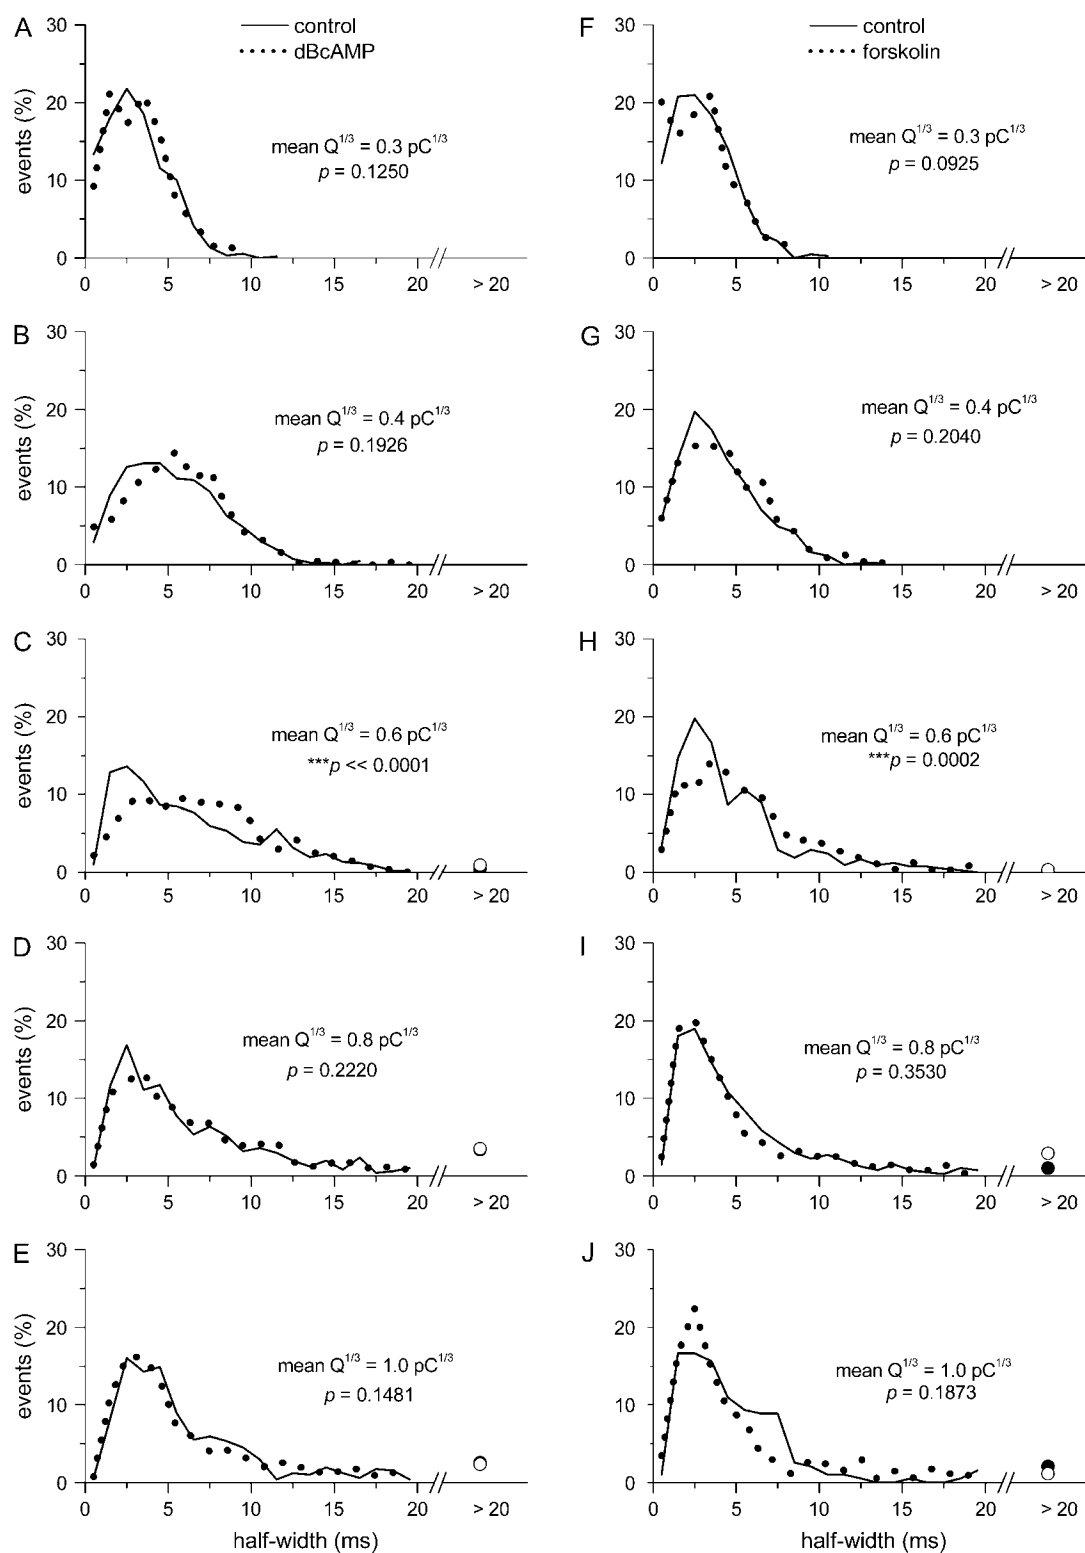 A
30
20
10
0
events (%)
control
dBcAMP
mean Q1/3 = 0.3 pC1/3
p = 0.1250
0 5 10 15 20 > 20
F
30
20
10
0
control
forskolin
mean Q1/3 = 0.3 pC1/3
p = 0.0925
0 5 10 15 20 > 20
B
30
20
10
0
events (%)
mean Q1/3 = 0.4 pC1/3
p = 0.1926
0 5 10 15 20 > 20
G
30
20
10
0
mean Q1/3 = 0.4 pC1/3
p = 0.2040
0 5 10 15 20 > 20
C
30
20
10
0
events (%)
mean Q1/3 = 0.6 pC1/3
***p << 0.0001
0 5 10 15 20 > 20
H
30
20
10
0
mean Q1/3 = 0.6 pC1/3
***p = 0.0002
0 5 10 15 20 > 20
D
30
20
10
0
events (%)
mean Q1/3 = 0.8 pC1/3
p = 0.2220
0 5 10 15 20 > 20
I
30
20
10
0
mean Q1/3 = 0.8 pC1/3
p = 0.3530
0 5 10 15 20 > 20
E
30
20
10
0
events (%)
mean Q1/3 = 1.0 pC1/3
p = 0.1481
0 5 10 15 20 > 20
half-width (ms)
J
30
20
10
0
mean Q1/3 = 1.0 pC1/3
p = 0.1873
0 5 10 15 20 > 20
half-width (ms)